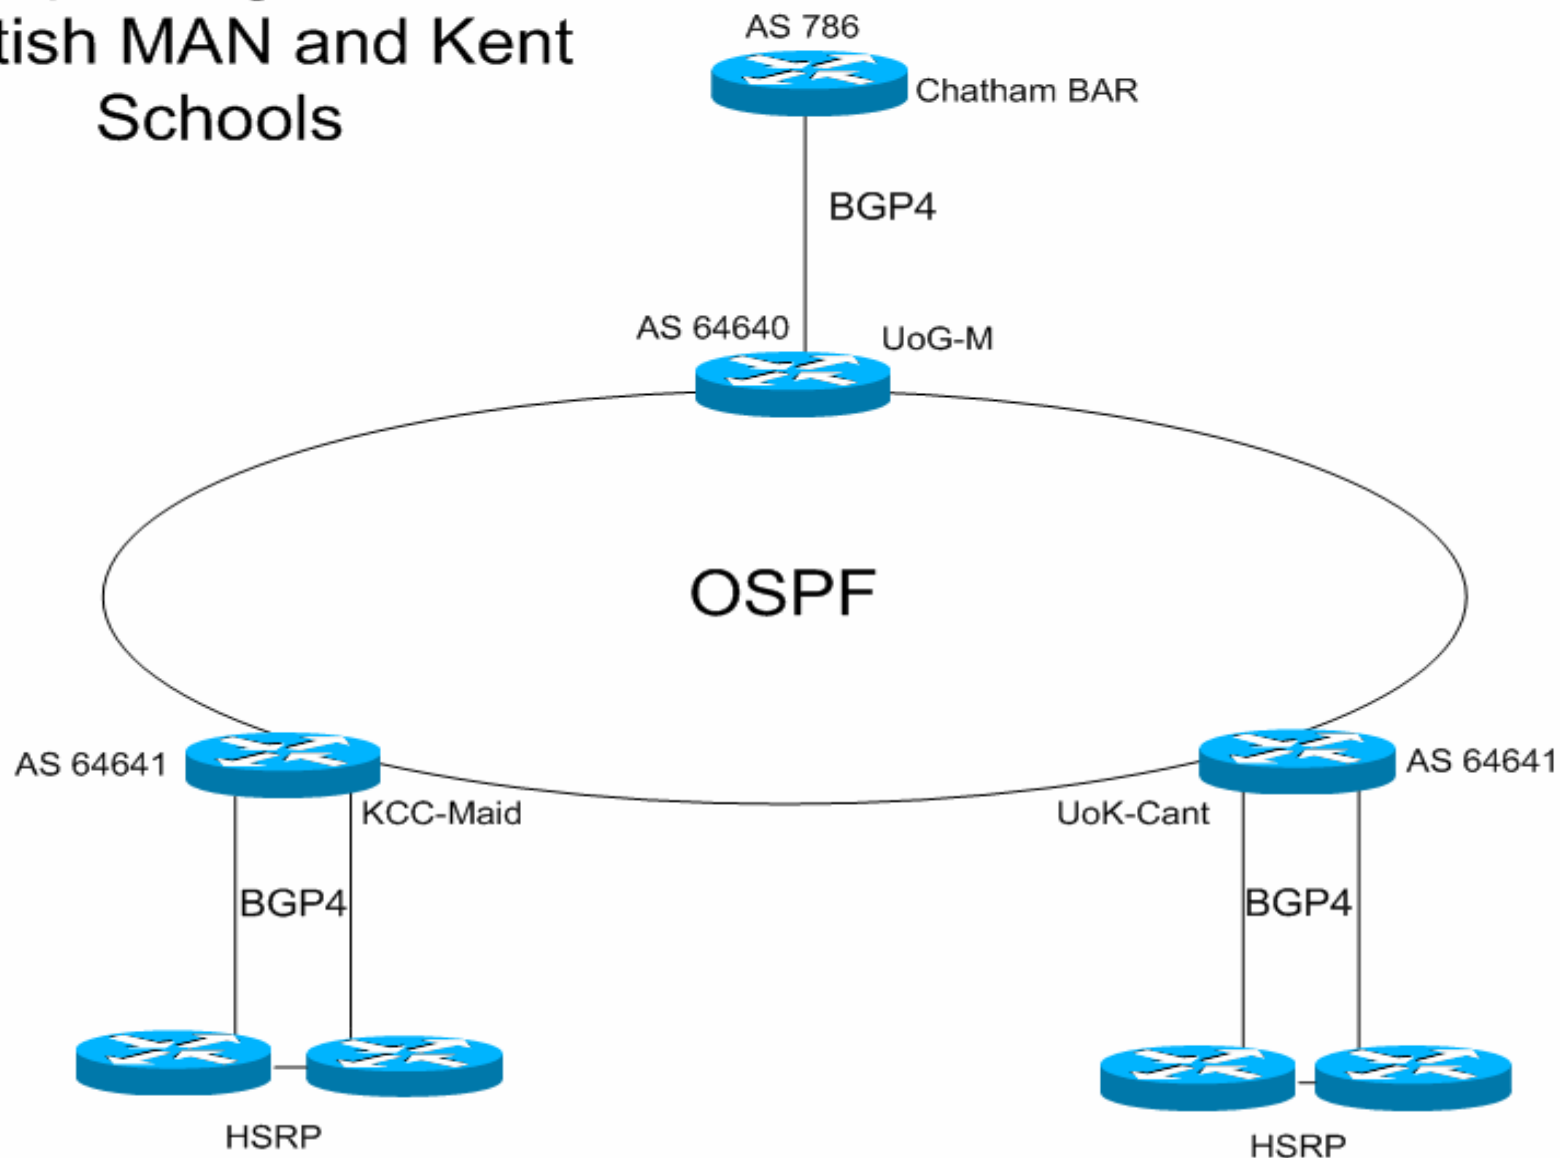 tish MAN and Kent
Schools
AS 786
Chatham BAR
BGP4
AS 64640
UoG-M
OSPF
AS 64641
KCC-Maid
UoK-Cant
AS 64641
BGP4
BGP4
HSRP
HSRP